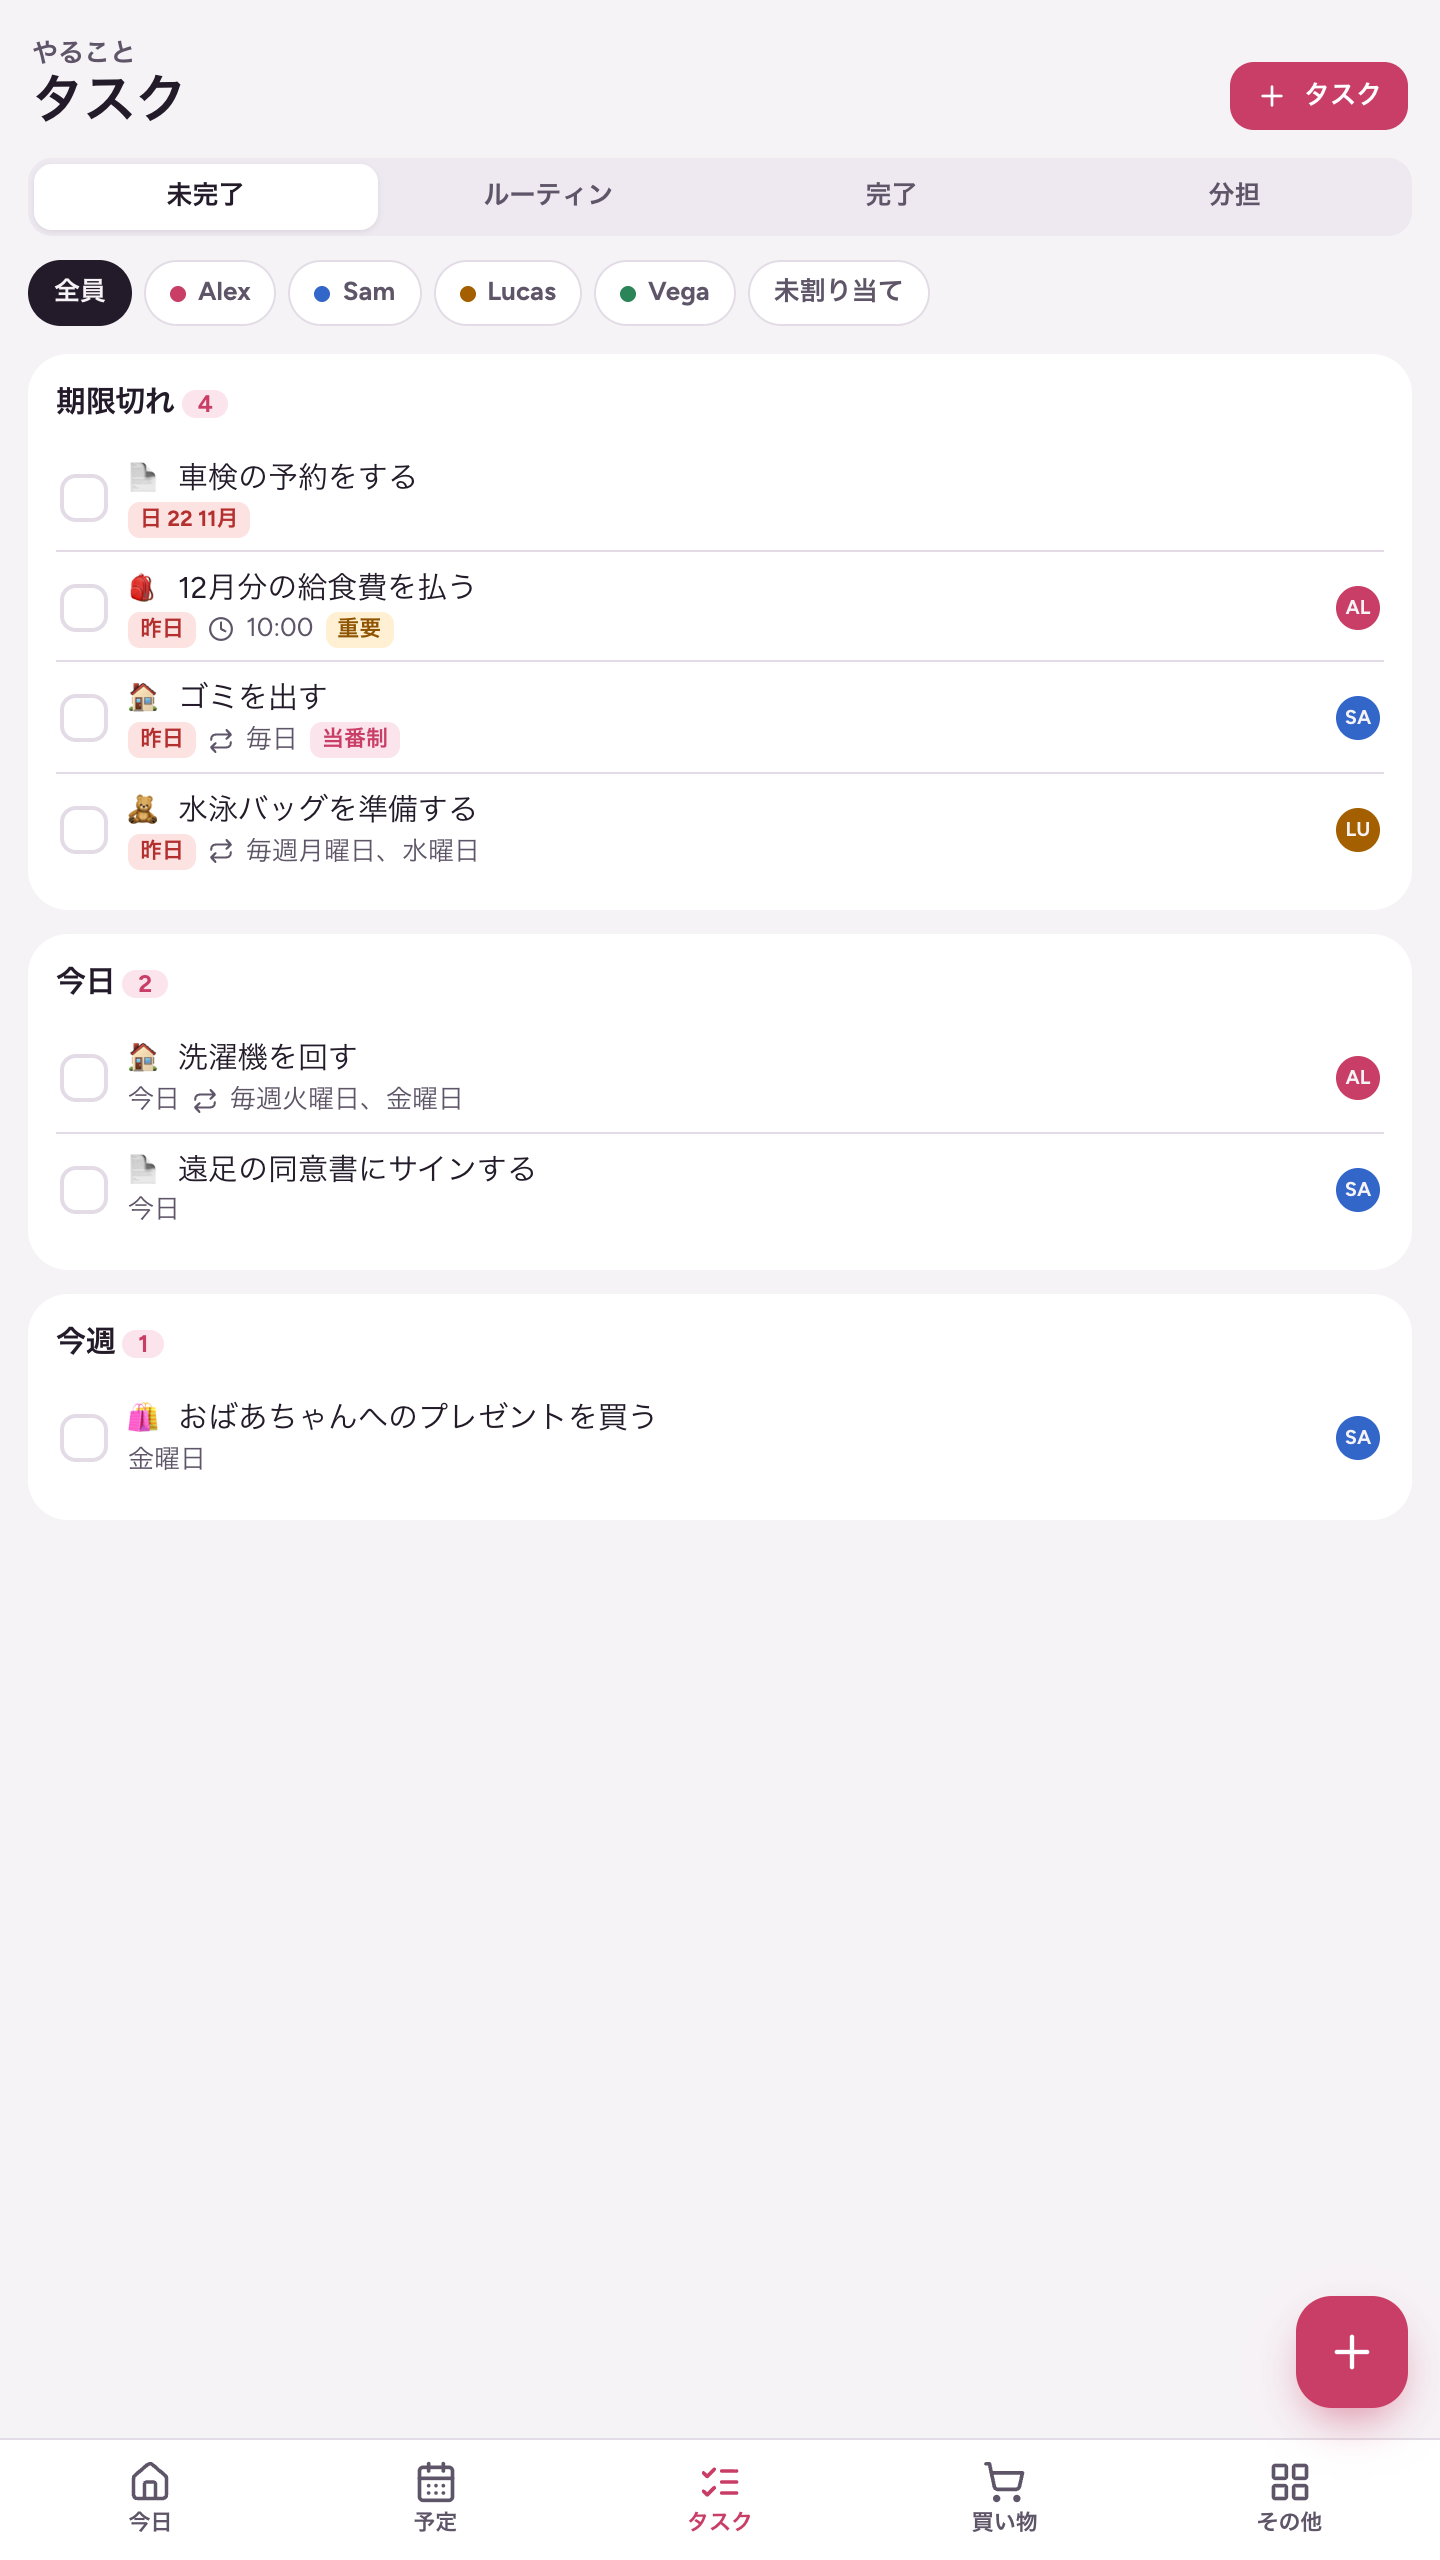 やること
タスク
タスク
未完了 ルーティン 完了 分担
全員 Alex Sam Lucas Vega 未割り当て
期限切れ 4
車検の予約をする
日 22 11月
12月分の給食費を払う
昨日 10:00 重要
AL
ゴミを出す
昨日 毎日 当番制
SA
水泳バッグを準備する
昨日 毎週月曜日、水曜日
LU
今日 2
洗濯機を回す
今日 毎週火曜日、金曜日
AL
遠足の同意書にサインする
今日
SA
今週 1
おばあちゃんへのプレゼントを買う
金曜日
SA
今日 予定 タスク 買い物 その他